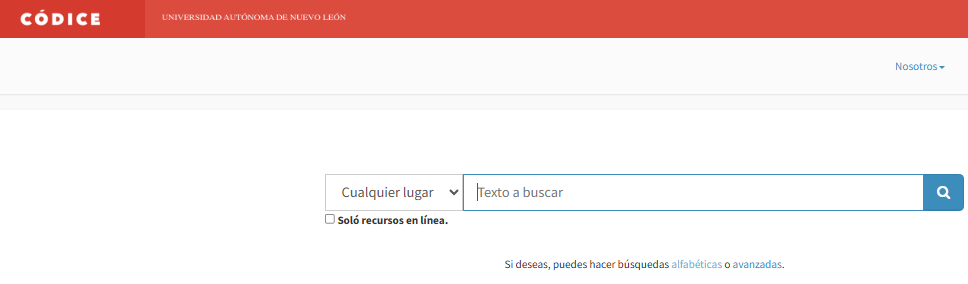 CÓDICE
UNIVERSIDAD AUTÓNOMA DE NUEVO LEÓN
Nosotros
Cualquier lugar
Texto a buscar
Soló recursos en línea.
Si deseas, puedes hacer búsquedas alfabéticas o avanzadas.